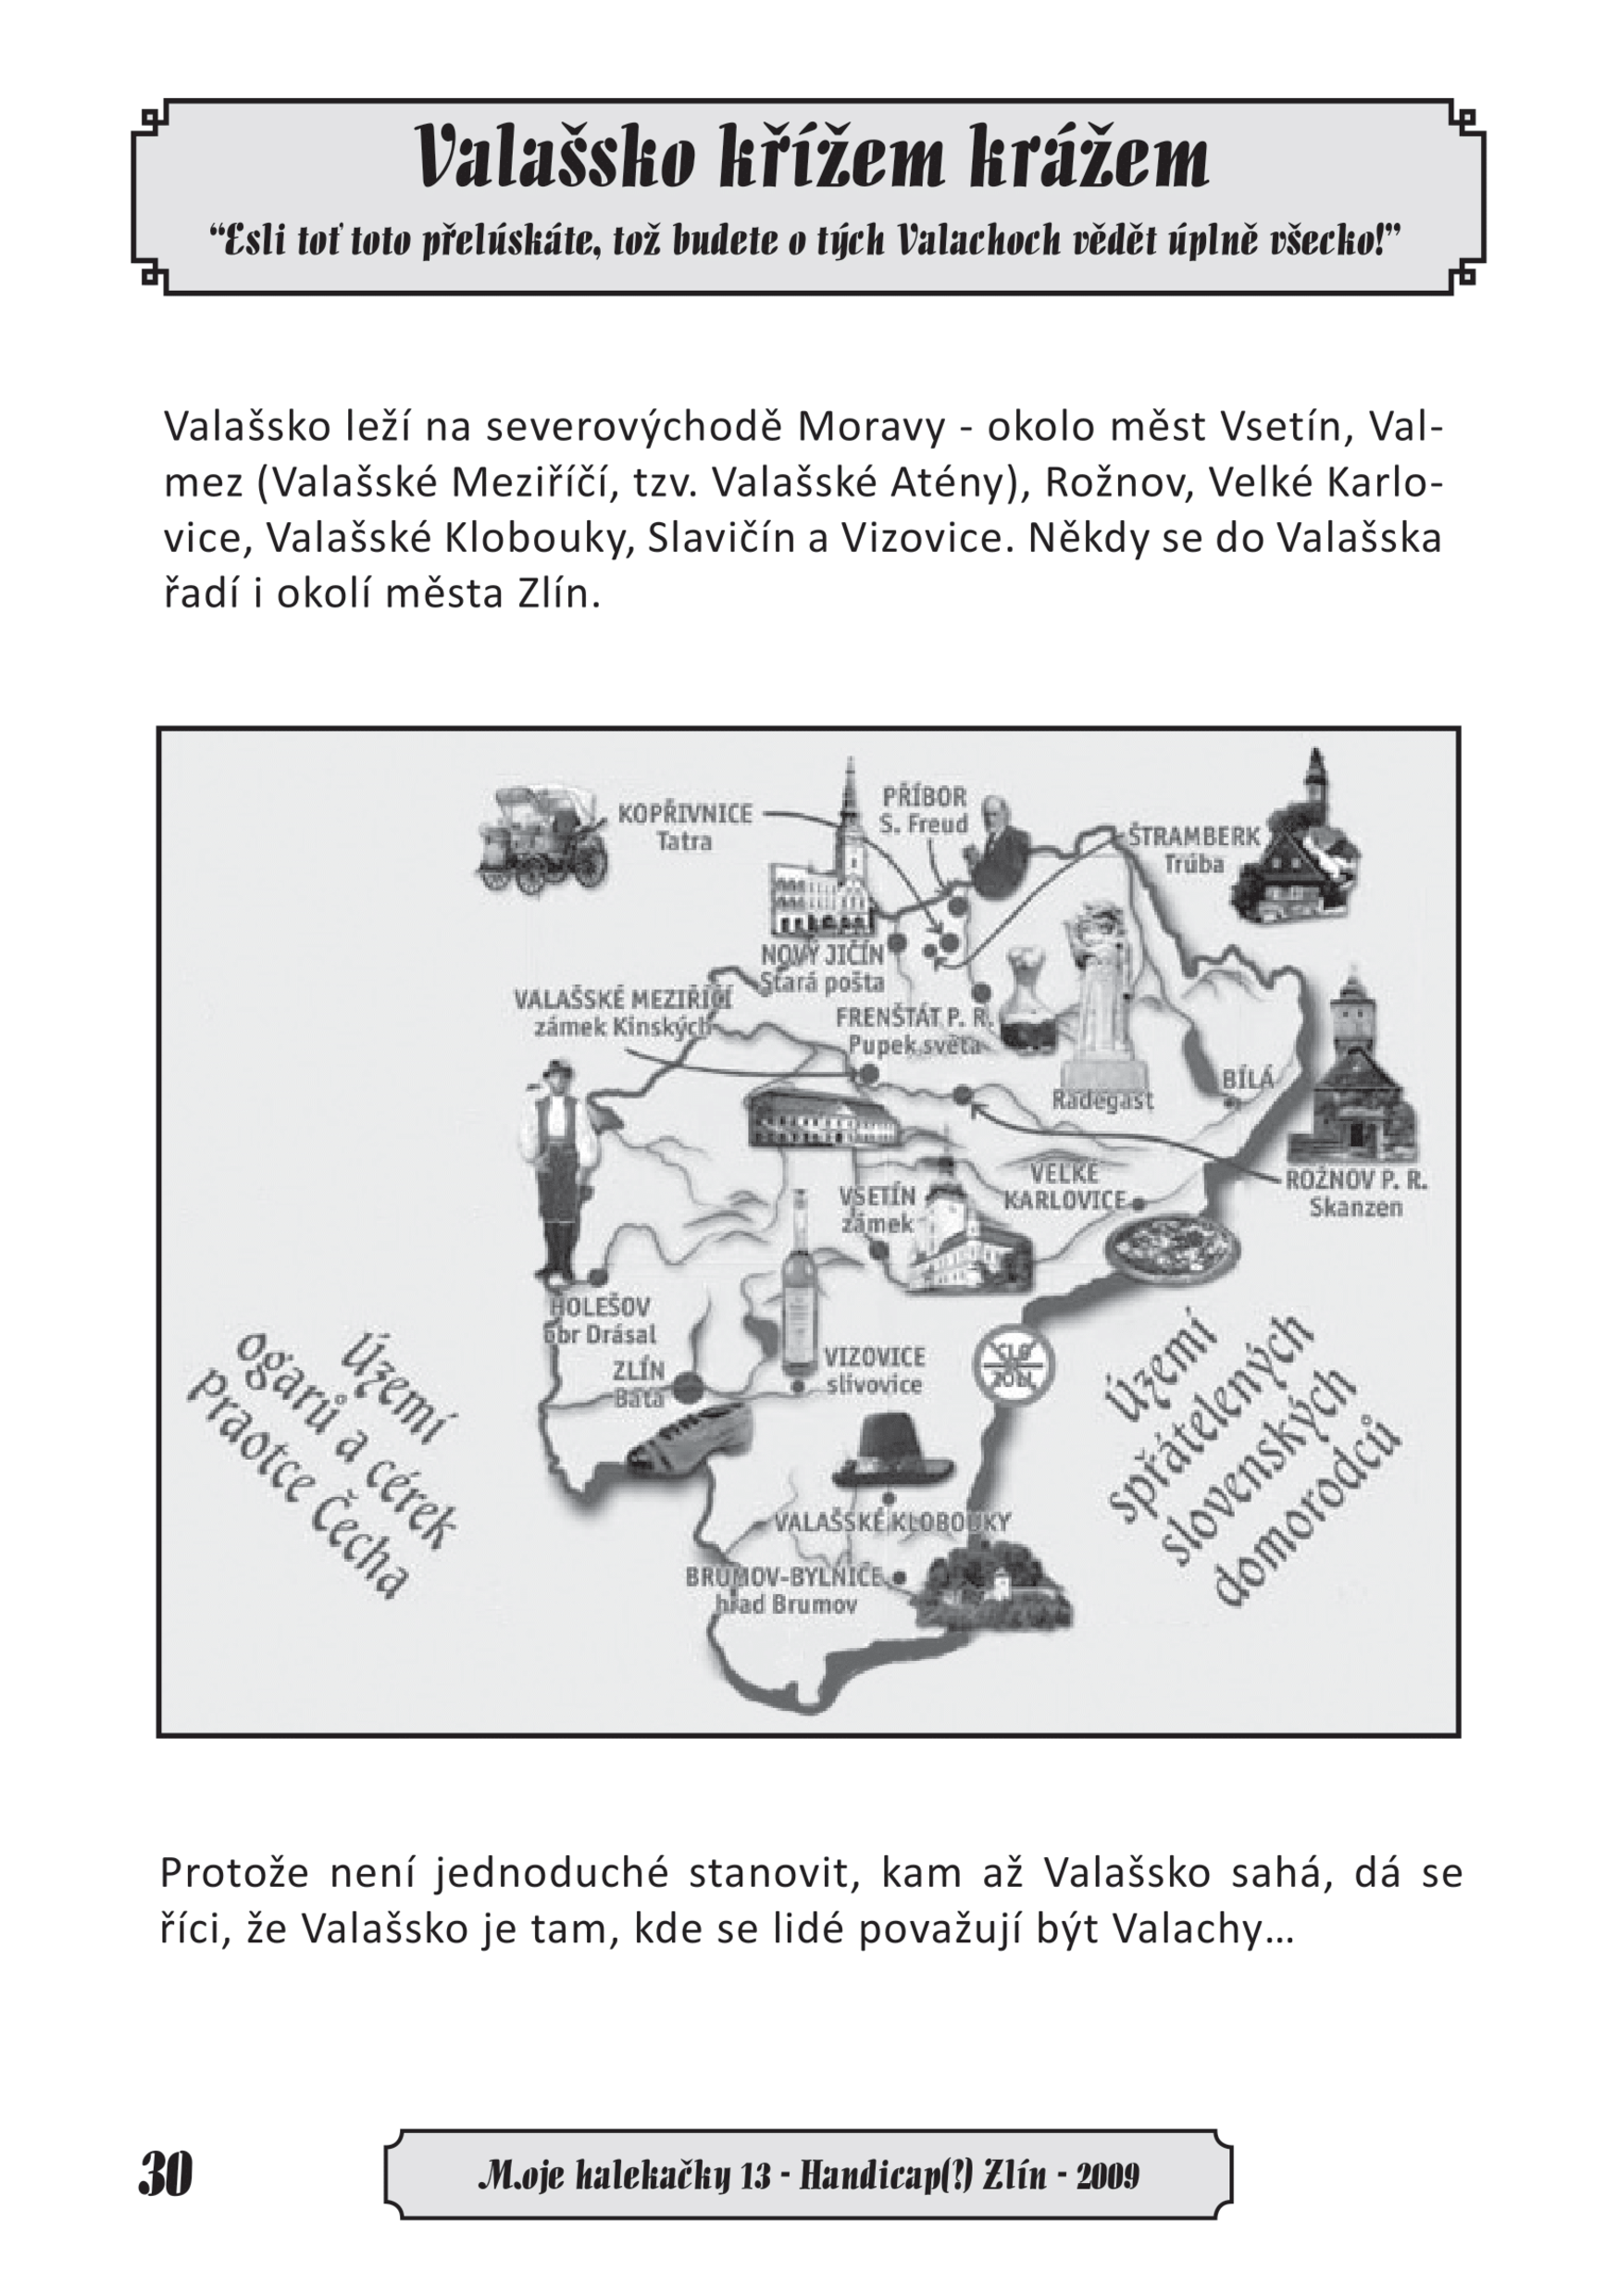 Valašsko křížem krážem
“Esli toť toto přelúskáte, tož budete o tých Valachoch vědět úplně všecko!”
Valašsko leží na severovýchodě Moravy - okolo měst Vsetín, Val-
mez (Valašské Meziříčí, tzv. Valašské Atény), Rožnov, Velké Karlo-
vice, Valašské Klobouky, Slavičín a Vizovice. Někdy se do Valašska
řadí i okolí města Zlín.
KOPŘIVNICE
Tatra
PŘÍBOR
S. Freud
ŠTRAMBERK
Trúba
NOVÝ JIČÍN
Stará pošta
VALAŠSKÉ MEZIŘÍČÍ
zámek Kinských
FRENŠTÁT P. R.
Pupek světa
Radegast
BÍLÁ
ROŽNOV P. R.
Skanzen
VELKÉ
KARLOVICE
VSETÍN
zámek
HOLEŠOV
obr Drásal
ZLÍN
Baťa
VIZOVICE
slivovice
CLO
ZOLL
VALAŠSKÉ KLOBOUKY
BRUMOV-BYLNICE
hrad Brumov
Území
ogarů a cérek
praotce Čecha
Území
spřátelených
slovenských
domorodců
Protože není jednoduché stanovit, kam až Valašsko sahá, dá se
říci, že Valašsko je tam, kde se lidé považují být Valachy...
30
M.oje halekačky 13 - Handicap(?) Zlín - 2009